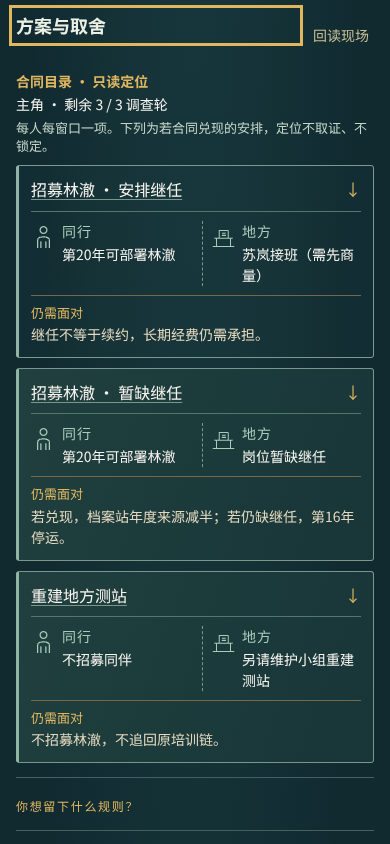 方案与取舍
回读现场
合同目录 · 只读定位
主角 · 剩余 3 / 3 调查轮
每人每窗口一项。下列为若合同兑现的安排，定位不取证、不
锁定。
招募林澈 · 安排继任 ↓
同行
第20年可部署林澈
地方
苏岚接班（需先商
量）
仍需面对
继任不等于续约，长期经费仍需承担。
招募林澈 · 暂缺继任 ↓
同行
第20年可部署林澈
地方
岗位暂缺继任
仍需面对
若兑现，档案站年度来源减半；若仍缺继任，第16年
停运。
重建地方测站 ↓
同行
不招募同伴
地方
另请维护小组重建
测站
仍需面对
不招募林澈，不追回原培训链。
你想留下什么规则？